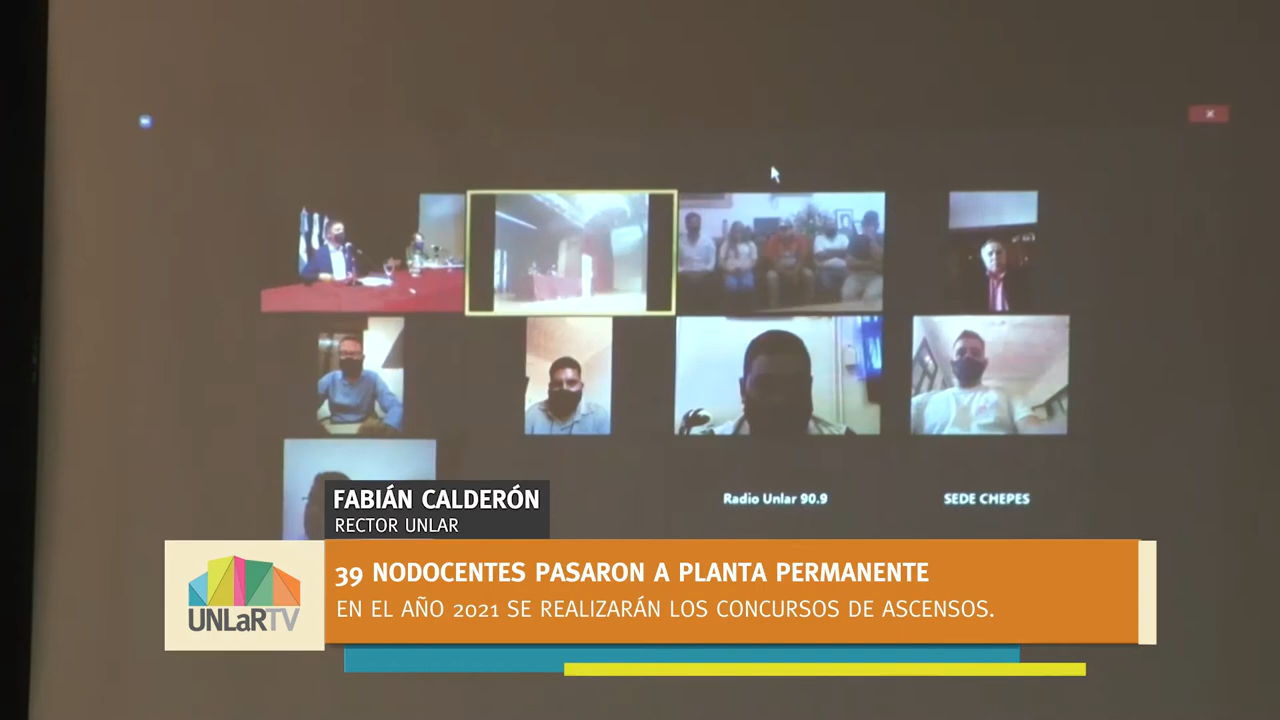 Radio Unlar 90.9
SEDE CHEPES
FABIÁN CALDERÓN
RECTOR UNLAR
39 NODOCENTES PASARON A PLANTA PERMANENTE
EN EL AÑO 2021 SE REALIZARÁN LOS CONCURSOS DE ASCENSOS.
UNLaRTV